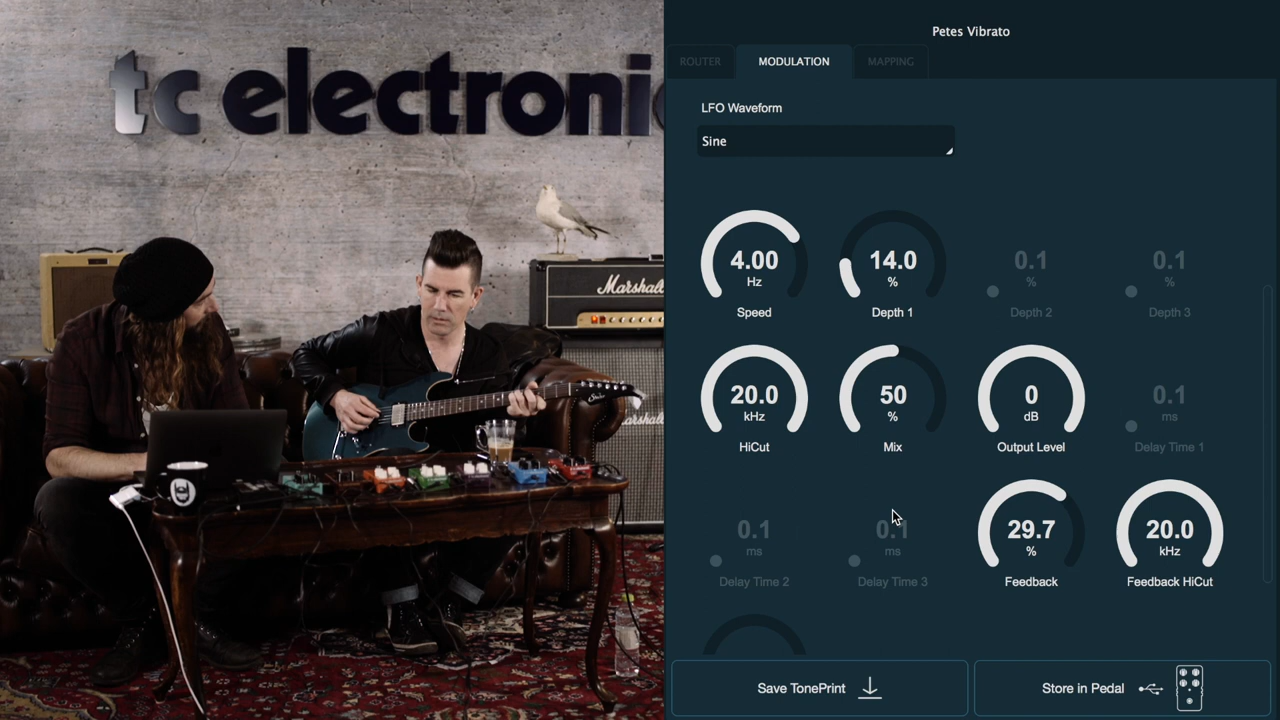 tc electronic
Marshall
Petes Vibrato
ROUTER MODULATION MAPPING
LFO Waveform
Sine
4.00 14.0 0.1 0.1
Hz % % %
Speed Depth 1 Depth 2 Depth 3
20.0 50 0 0.1
kHz % dB ms
HiCut Mix Output Level Delay Time 1
0.1 0.1 29.7 20.0
ms ms % kHz
Delay Time 2 Delay Time 3 Feedback Feedback HiCut
Save TonePrint Store in Pedal